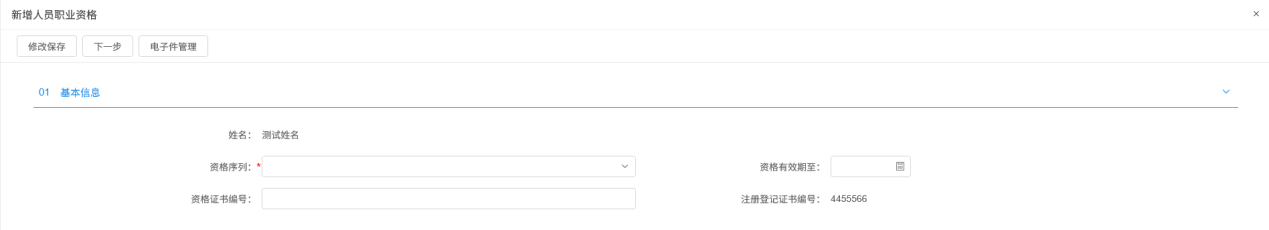 新增人员职业资格 ×
修改保存 下一步 电子件管理
01 基本信息
姓名： 测试姓名
资格序列：* 资格有效期至：
资格证书编号： 注册登记证书编号： 4455566